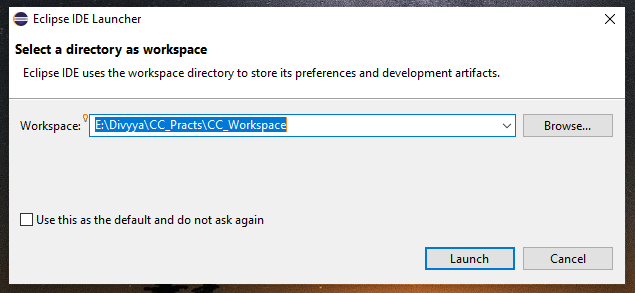 Eclipse IDE Launcher
Select a directory as workspace
Eclipse IDE uses the workspace directory to store its preferences and development artifacts.
Workspace: E:\Divyya\CC_Practs\CC_Workspace Browse...
Use this as the default and do not ask again
Launch Cancel